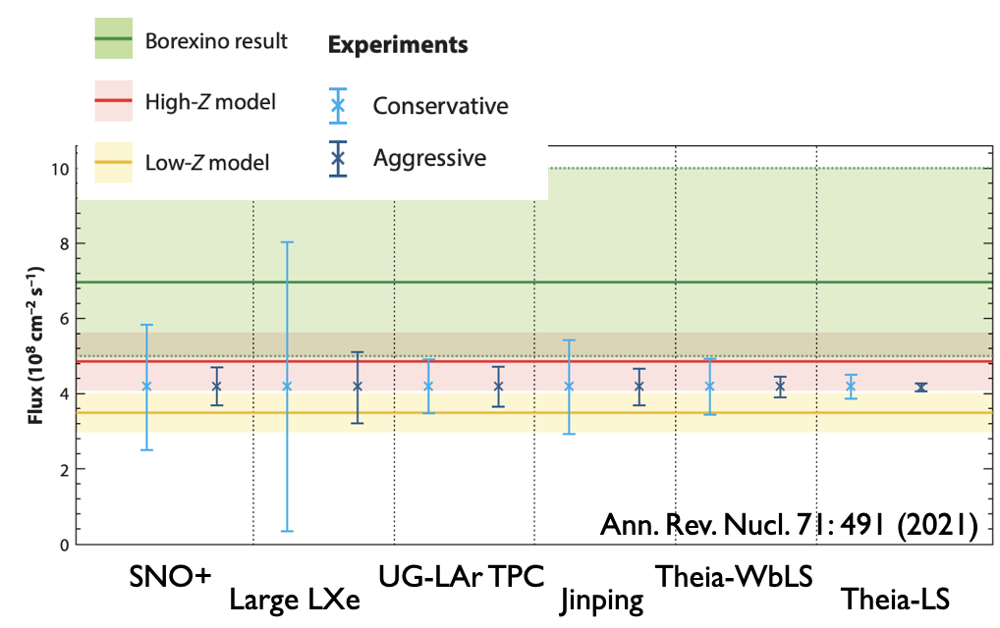 Borexino result
High-Z model
Low-Z model
Experiments
Conservative
Aggressive
Flux (10⁸ cm⁻² s⁻¹)
10
8
6
4
2
0
Ann. Rev. Nucl. 71: 491 (2021)
SNO+
Large LXe
UG-LAr TPC
Jinping
Theia-WbLS
Theia-LS